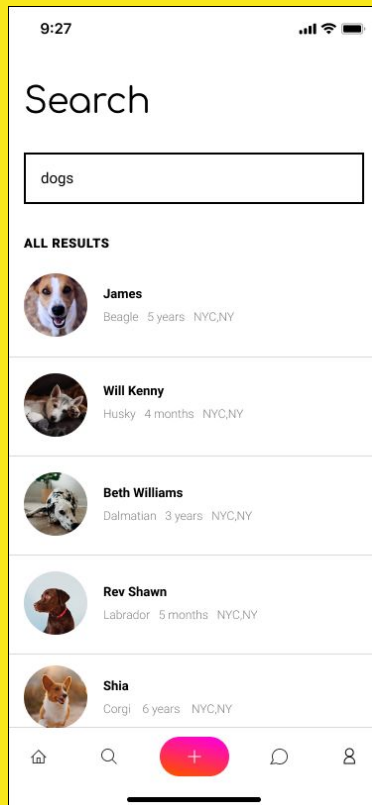 9:27
Search
dogs
ALL RESULTS
James
Beagle 5 years NYC,NY
Will Kenny
Husky 4 months NYC,NY
Beth Williams
Dalmatian 3 years NYC,NY
Rev Shawn
Labrador 5 months NYC,NY
Shia
Corgi 6 years NYC,NY